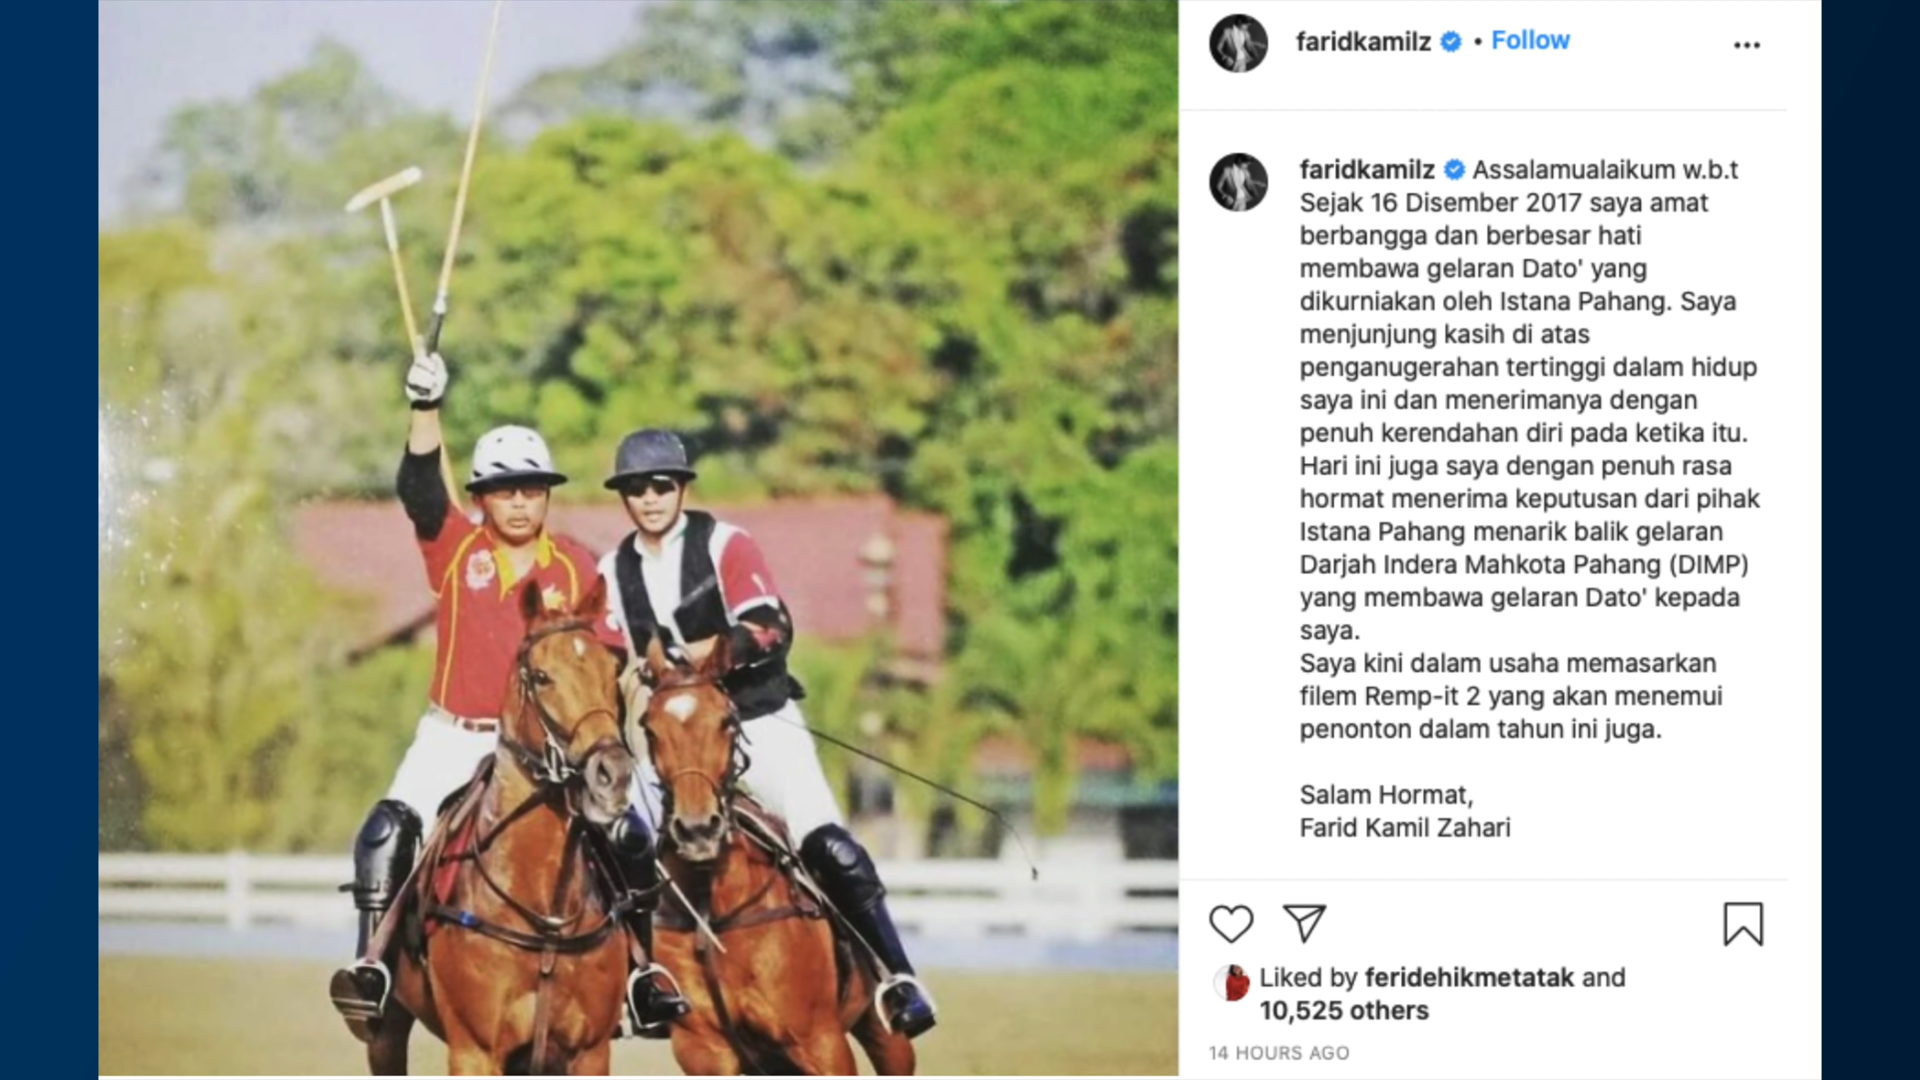 faridkamilz • Follow
faridkamilz Assalamualaikum w.b.t
Sejak 16 Disember 2017 saya amat
berbangga dan berbesar hati
membawa gelaran Dato' yang
dikurniakan oleh Istana Pahang. Saya
menjunjung kasih di atas
penganugerahan tertinggi dalam hidup
saya ini dan menerimanya dengan
penuh kerendahan diri pada ketika itu.
Hari ini juga saya dengan penuh rasa
hormat menerima keputusan dari pihak
Istana Pahang menarik balik gelaran
Darjah Indera Mahkota Pahang (DIMP)
yang membawa gelaran Dato' kepada
saya.
Saya kini dalam usaha memasarkan
filem Remp-it 2 yang akan menemui
penonton dalam tahun ini juga.
Salam Hormat,
Farid Kamil Zahari
Liked by feridehikmetatak and
10,525 others
14 HOURS AGO